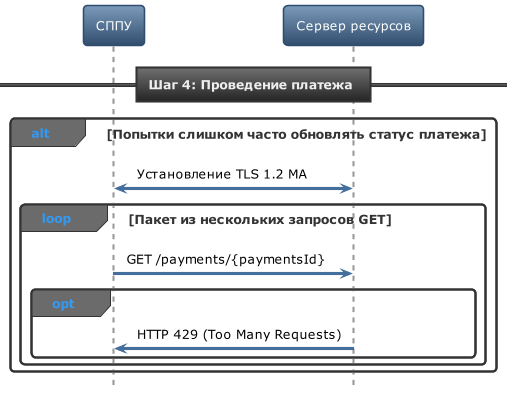 СППУ
Сервер ресурсов
Шаг 4: Проведение платежа
alt
[Попытки слишком часто обновлять статус платежа]
Установление TLS 1.2 MA
loop
[Пакет из нескольких запросов GET]
GET /payments/{paymentsId}
opt
HTTP 429 (Too Many Requests)